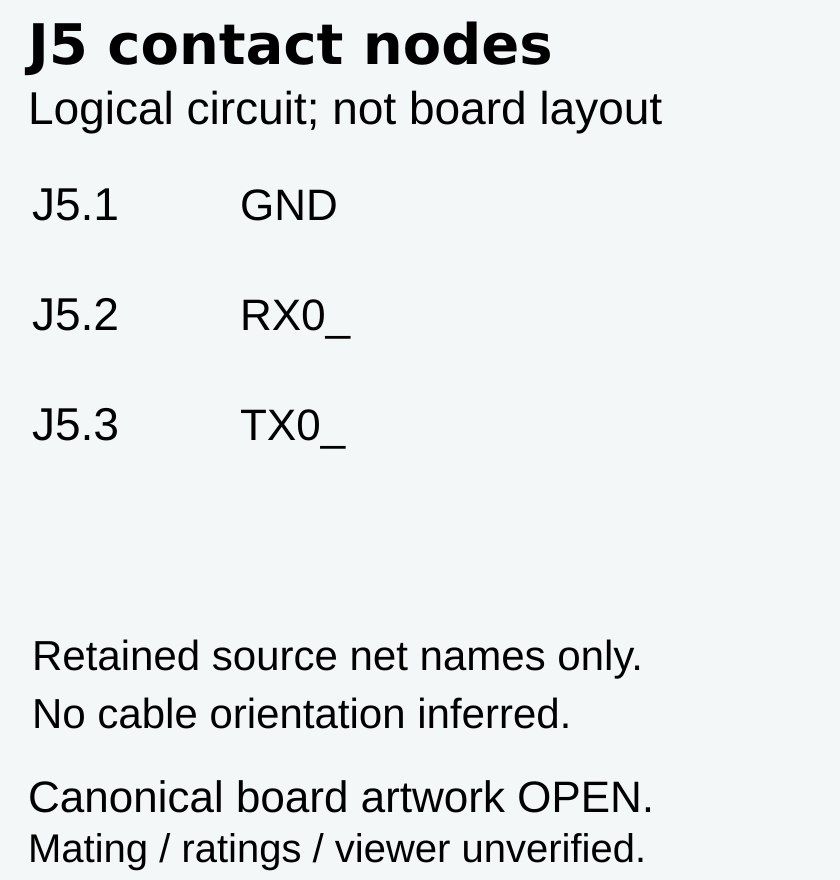 J5 contact nodes
Logical circuit; not board layout
J5.1 GND
J5.2 RX0_
J5.3 TX0_
Retained source net names only.
No cable orientation inferred.
Canonical board artwork OPEN.
Mating / ratings / viewer unverified.